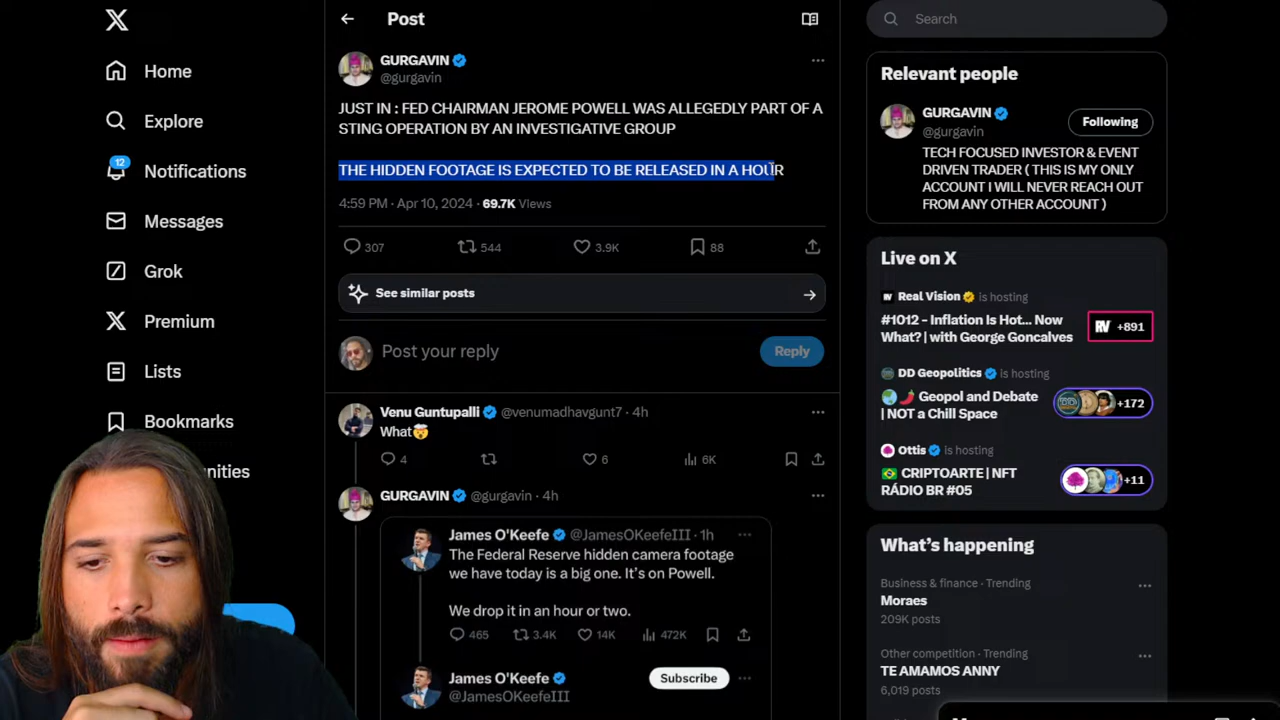 Home
Explore
12
Notifications
Messages
Grok
Premium
Lists
Bookmarks
Post
GURGAVIN
@gurgavin
JUST IN : FED CHAIRMAN JEROME POWELL WAS ALLEGEDLY PART OF A
STING OPERATION BY AN INVESTIGATIVE GROUP
THE HIDDEN FOOTAGE IS EXPECTED TO BE RELEASED IN A HOUR
4:59 PM · Apr 10, 2024 · 69.7K Views
307 544 3.9K 88
See similar posts
Post your reply
Reply
Venu Guntupalli @venumadhavgunt7 · 4h
What🤯
4 6 6K
GURGAVIN @gurgavin · 4h
James O'Keefe @JamesOKeefeIII · 1h
The Federal Reserve hidden camera footage
we have today is a big one. It's on Powell.
We drop it in an hour or two.
465 3.4K 14K 472K
James O'Keefe
@JamesOKeefeIII
Subscribe
Search
Relevant people
GURGAVIN
@gurgavin
Following
TECH FOCUSED INVESTOR & EVENT
DRIVEN TRADER ( THIS IS MY ONLY
ACCOUNT I WILL NEVER REACH OUT
FROM ANY OTHER ACCOUNT )
Live on X
Real Vision is hosting
#1012 - Inflation Is Hot... Now
What? | with George Goncalves
RV +891
DD Geopolitics is hosting
🌏🌶️ Geopol and Debate
| NOT a Chill Space
+172
Ottis is hosting
🇧🇷 CRIPTOARTE | NFT
RÁDIO BR #05
+11
What's happening
Business & finance · Trending
Moraes
209K posts
Other competition · Trending
TE AMAMOS ANNY
6,019 posts